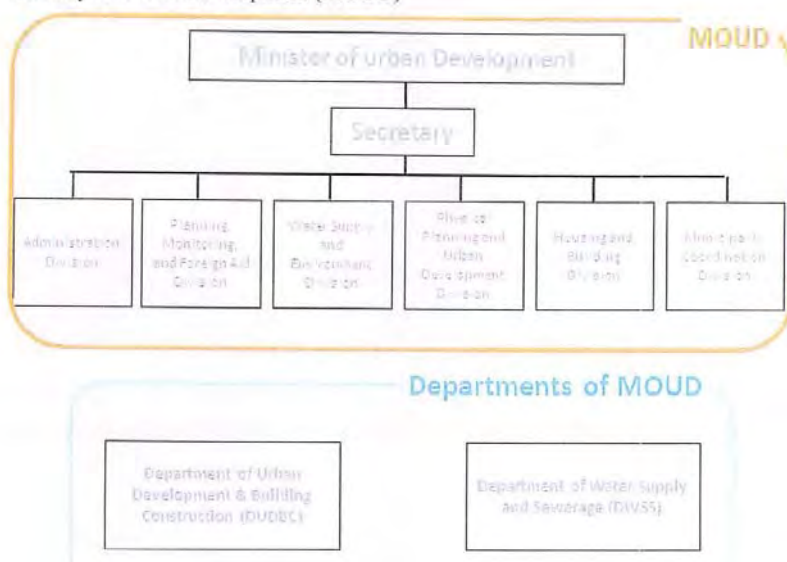 MOUD
Minister of urban Development
Secretary
Administration
Division
Planning,
Monitoring,
and Foreign Aid
Division
Water Supply
and
Environment
Division
Physical
Planning and
Urban
Development
Division
Housing and
Building
Division
Municipality
Coordination
Division
Departments of MOUD
Department of Urban
Development & Building
Construction (DUDBC)
Department of Water Supply
and Sewerage (DWSS)